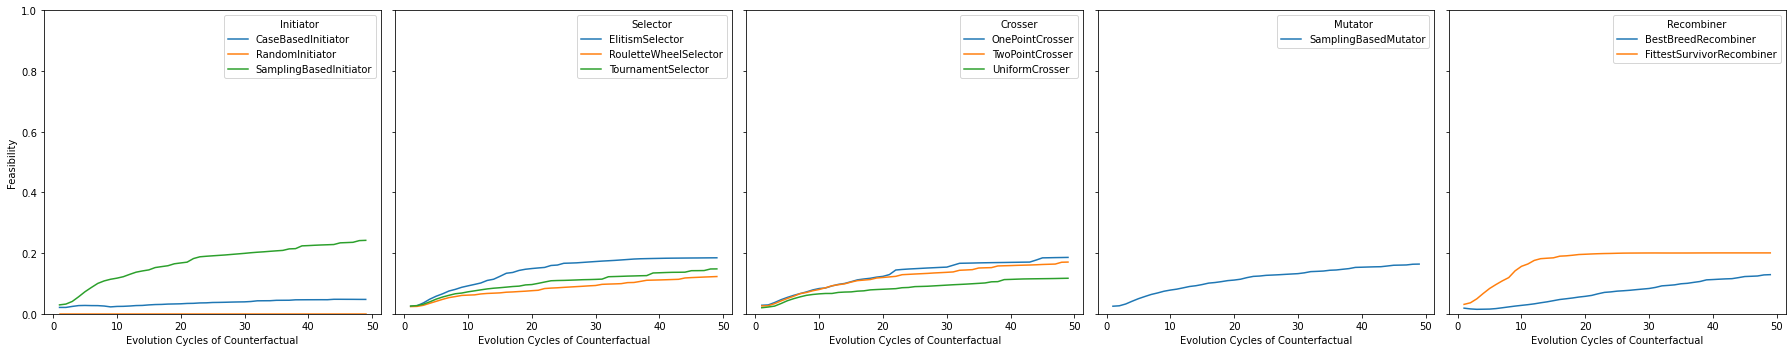 1.0
0.8
0.6
0.4
0.2
0.0
Feasibility
Initiator
CaseBasedInitiator
RandomInitiator
SamplingBasedInitiator
0 10 20 30 40 50
Evolution Cycles of Counterfactual
Selector
ElitismSelector
RouletteWheelSelector
TournamentSelector
0 10 20 30 40 50
Evolution Cycles of Counterfactual
Crosser
OnePointCrosser
TwoPointCrosser
UniformCrosser
0 10 20 30 40 50
Evolution Cycles of Counterfactual
Mutator
SamplingBasedMutator
0 10 20 30 40 50
Evolution Cycles of Counterfactual
Recombiner
BestBreedRecombiner
FittestSurvivorRecombiner
0 10 20 30 40 50
Evolution Cycles of Counterfactual